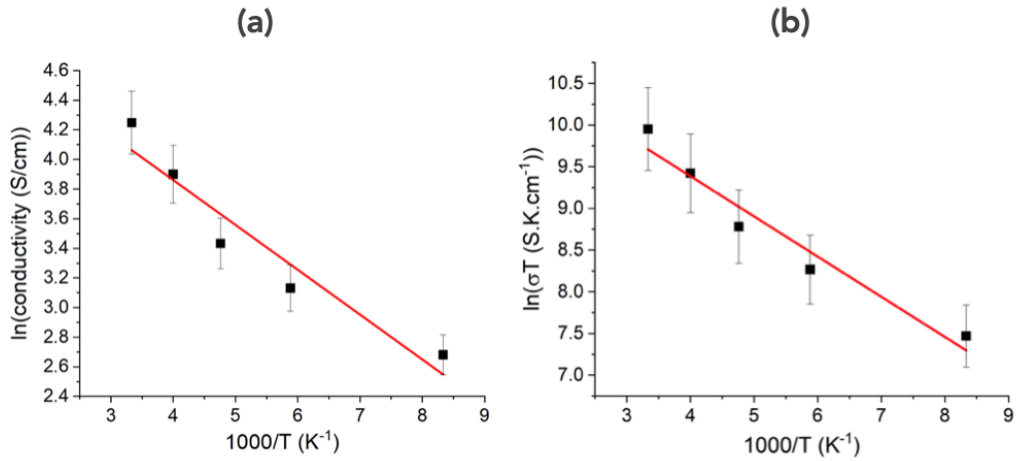 (a)
ln(conductivity (S/cm))
4.6
4.4
4.2
4.0
3.8
3.6
3.4
3.2
3.0
2.8
2.6
2.4
3 4 5 6 7 8 9
1000/T (K⁻¹)
(b)
ln(σT (S.K.cm⁻¹))
10.5
10.0
9.5
9.0
8.5
8.0
7.5
7.0
3 4 5 6 7 8 9
1000/T (K⁻¹)